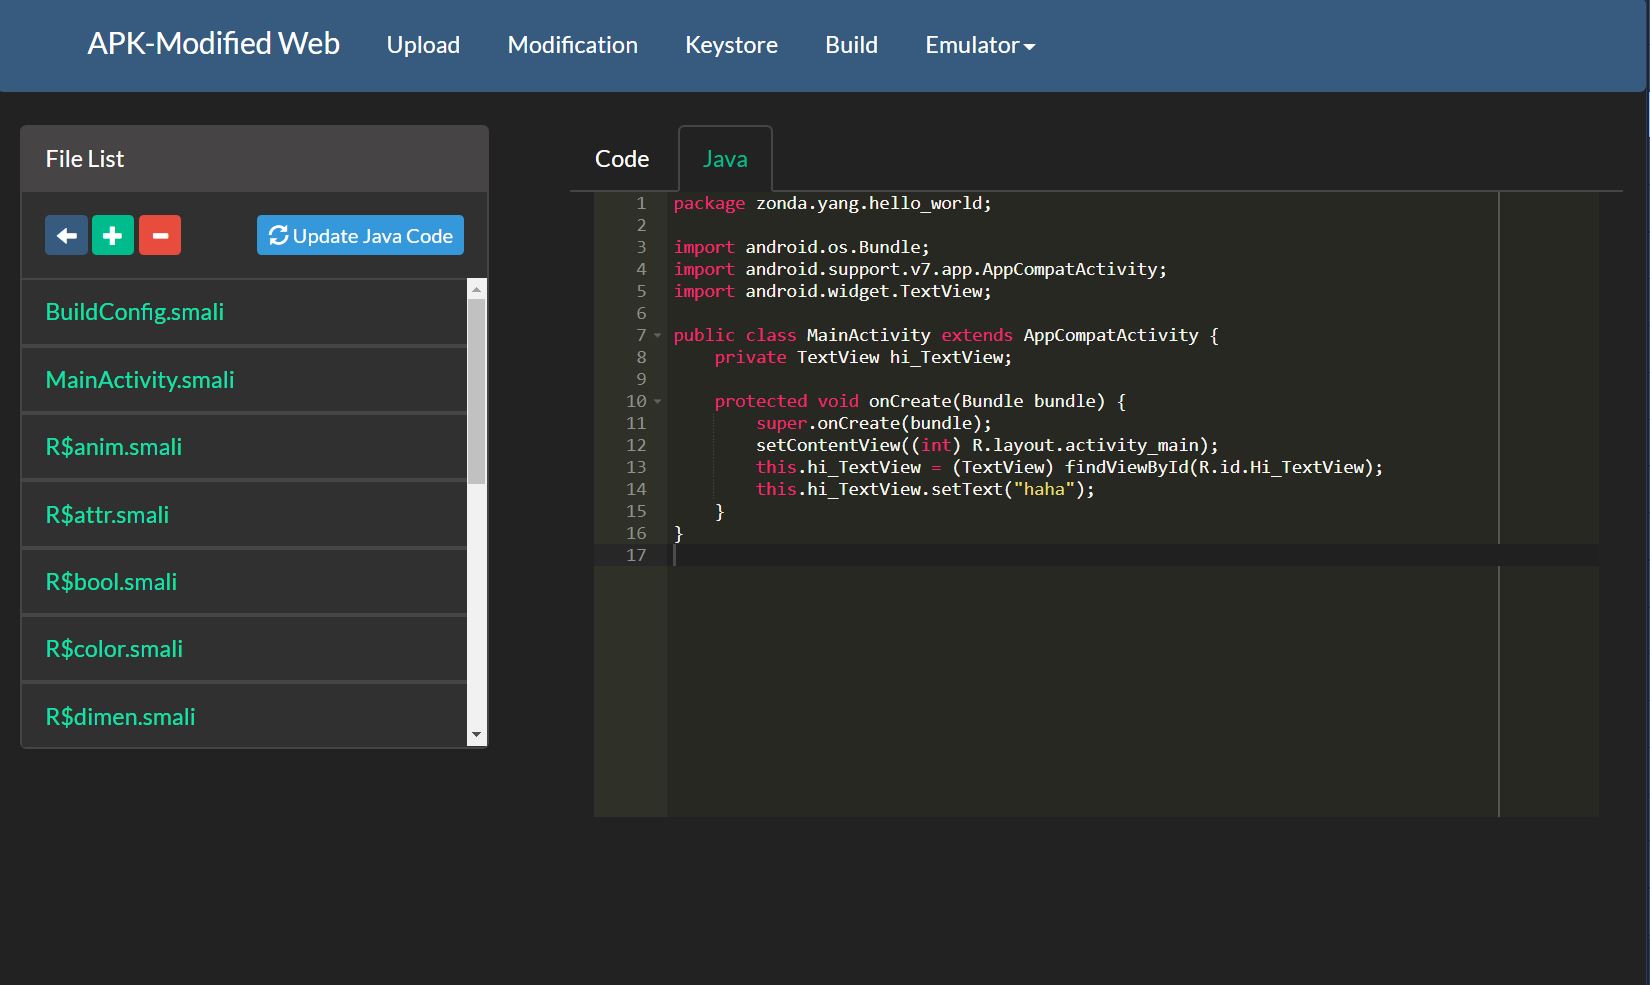 APK-Modified Web Upload Modification Keystore Build Emulator
File List
Update Java Code
BuildConfig.smali
MainActivity.smali
R$anim.smali
R$attr.smali
R$bool.smali
R$color.smali
R$dimen.smali
Code Java
1 package zonda.yang.hello_world;
2
3 import android.os.Bundle;
4 import android.support.v7.app.AppCompatActivity;
5 import android.widget.TextView;
6
7 public class MainActivity extends AppCompatActivity {
8 private TextView hi_TextView;
9
10 protected void onCreate(Bundle bundle) {
11 super.onCreate(bundle);
12 setContentView((int) R.layout.activity_main);
13 this.hi_TextView = (TextView) findViewById(R.id.Hi_TextView);
14 this.hi_TextView.setText("haha");
15 }
16 }
17